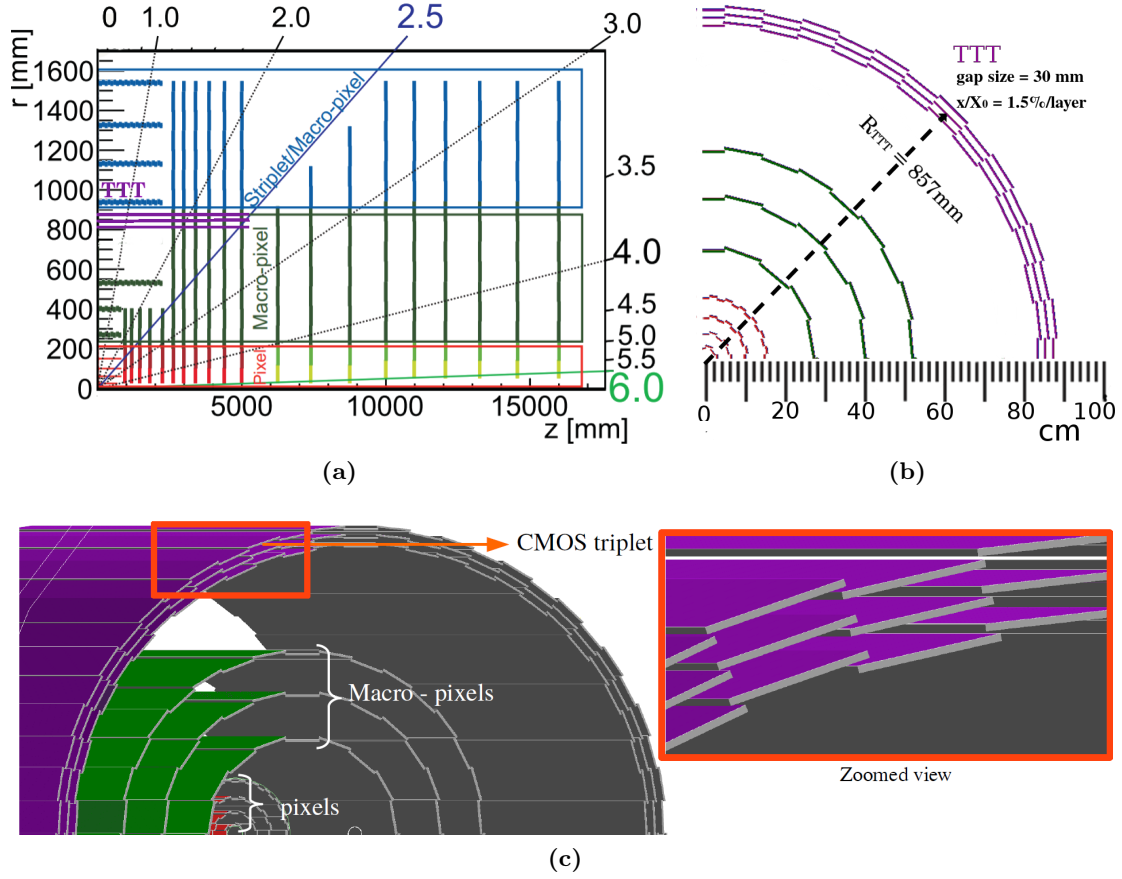 0
1.0
2.0
2.5
3.0
r [mm]
1600
1400
1200
1000
800
600
400
200
0
TTT
Striplet/Macro-pixel
Macro-pixel
Pixel
3.5
4.0
4.5
5.0
5.5
6.0
5000
10000
15000
z [mm]
(a)
TTT
gap size = 30 mm
x/X₀ = 1.5%/layer
R_TTT = 857mm
0 20 40 60 80 100
cm
(b)
CMOS triplet
Macro - pixels
pixels
Zoomed view
(c)